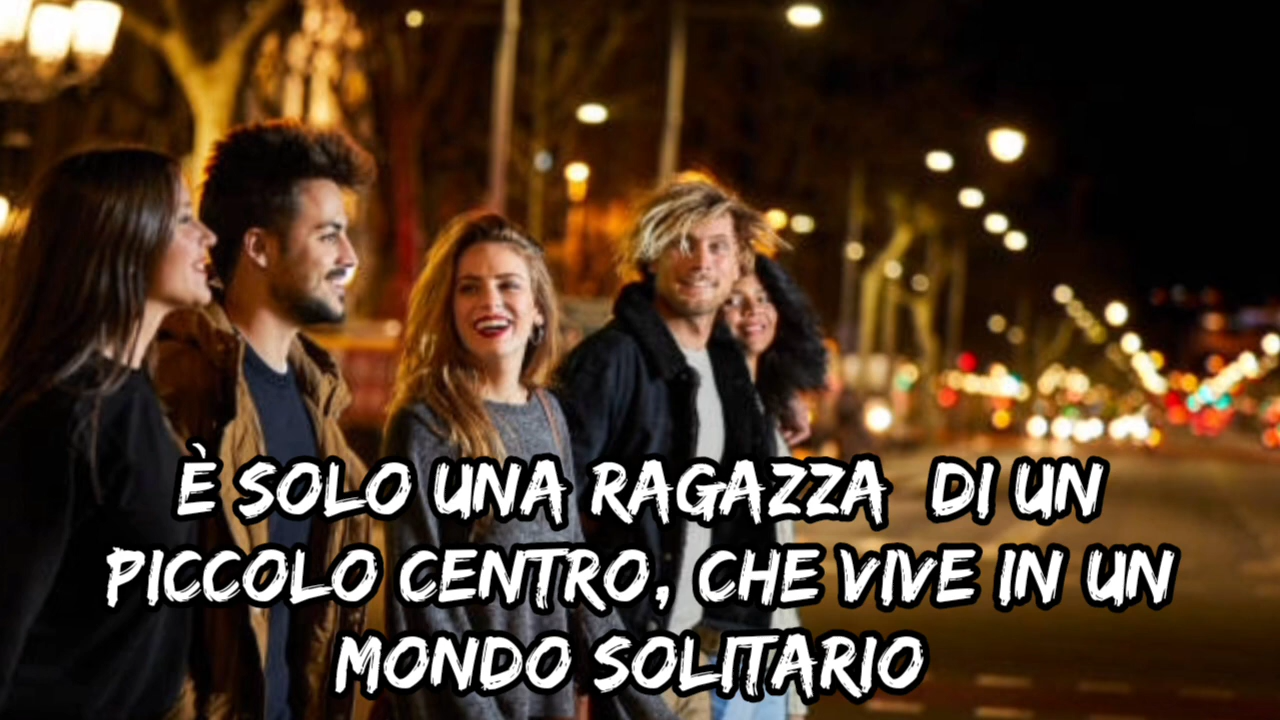 È SOLO UNA RAGAZZA DI UN
PICCOLO CENTRO, CHE VIVE IN UN
MONDO SOLITARIO